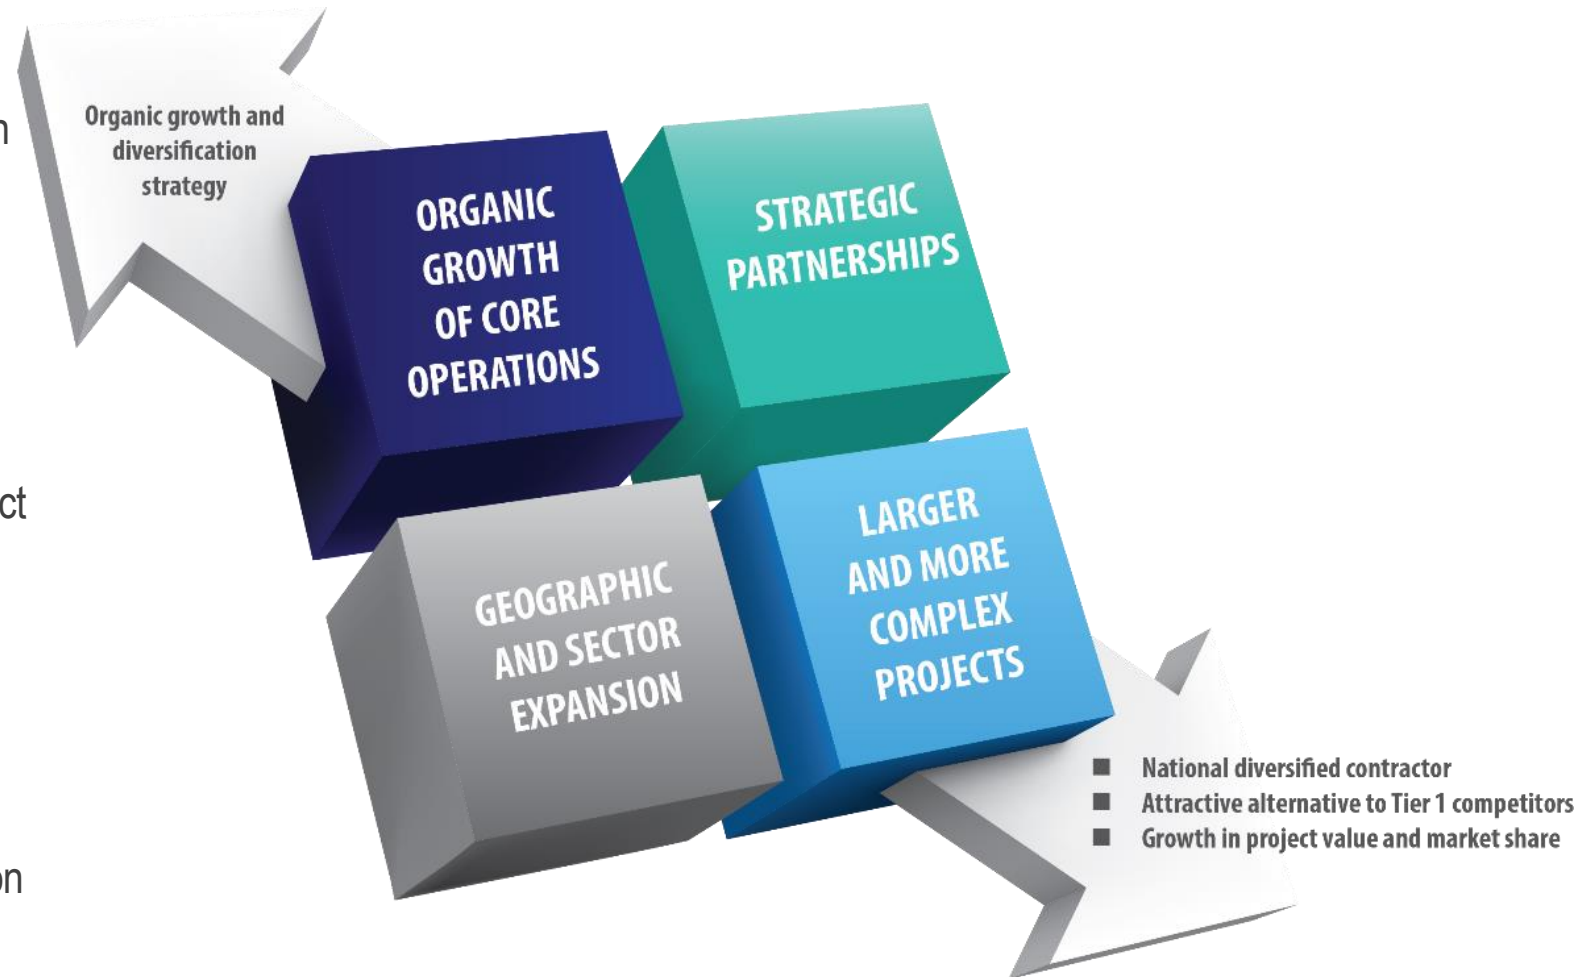 Organic growth and
diversification
strategy
ORGANIC
GROWTH
OF CORE
OPERATIONS
STRATEGIC
PARTNERSHIPS
GEOGRAPHIC
AND SECTOR
EXPANSION
LARGER
AND MORE
COMPLEX
PROJECTS
■ National diversified contractor
■ Attractive alternative to Tier 1 competitors
■ Growth in project value and market share